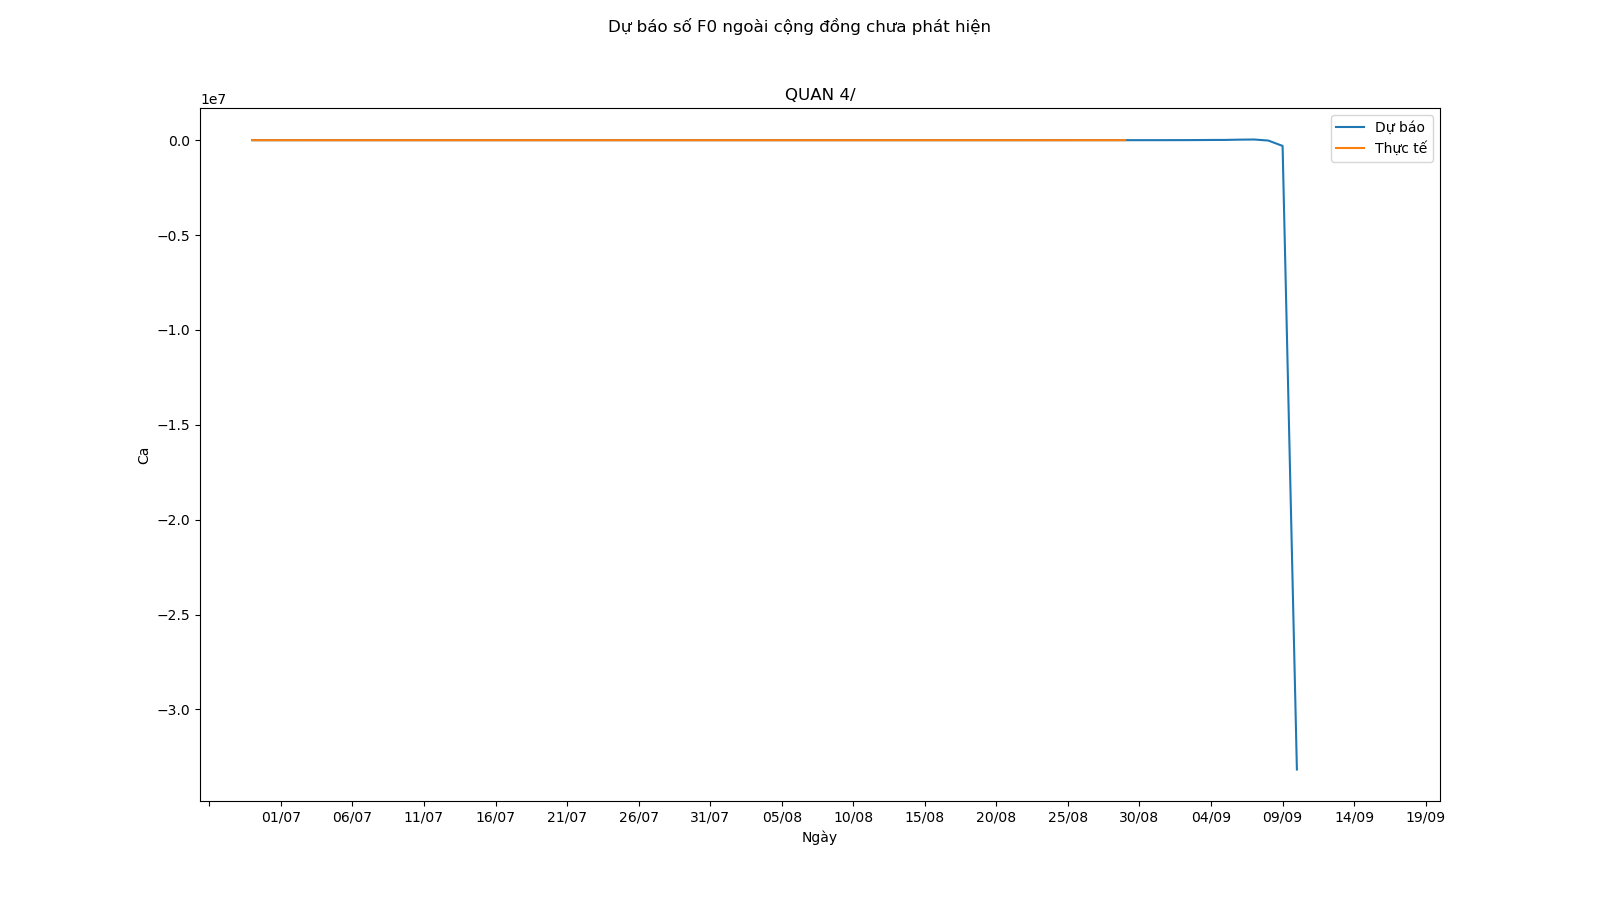 Dự báo số F0 ngoài cộng đồng chưa phát hiện
QUAN 4/
1e7
Dự báo
Thực tế
0.0
−0.5
−1.0
−1.5
−2.0
−2.5
−3.0
Ca
01/07 06/07 11/07 16/07 21/07 26/07 31/07 05/08 10/08 15/08 20/08 25/08 30/08 04/09 09/09 14/09 19/09
Ngày